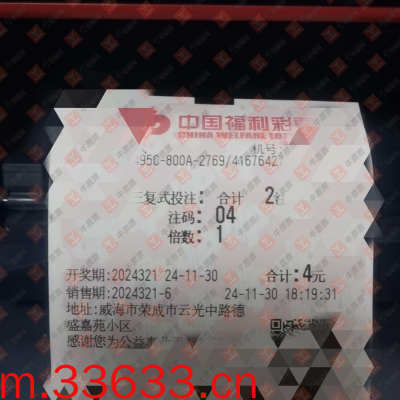 中国福利彩
CHINA WELFARE LOT
机号:
495C-800A-2769/4167642
三复式投注: 合计 2注
注码: 04
倍数: 1
开奖期:2024321 24-11-30 合计:4元
销售期:2024321-6 24-11-30 18:19:31
地址:威海市荣成市云光中路德
盛嘉苑小区
感谢您为公益事
m.33633.cn